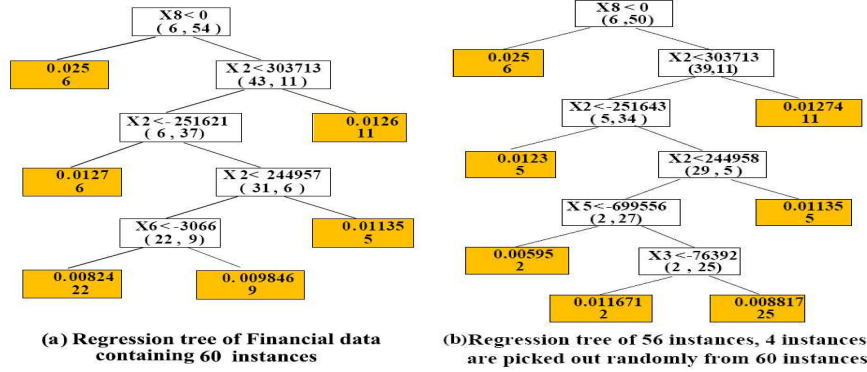 X8<0
(6, 54)
0.025
6
X2<303713
(43, 11)
X2<-251621
(6, 37)
0.0126
11
0.0127
6
X2< 244957
(31, 6)
X6<-3066
(22, 9)
0.01135
5
0.00824
22
0.009846
9
(a) Regression tree of Financial data
containing 60 instances
X8< 0
(6,50)
0.025
6
X2<303713
(39,11)
X2<-251643
(5,34)
0.01274
11
0.0123
5
X2<244958
(29, 5)
X5<-699556
(2, 27)
0.01135
5
0.00595
2
X3<-76392
(2, 25)
0.011671
2
0.008817
25
(b)Regression tree of 56 instances, 4 instances
are picked out randomly from 60 instances